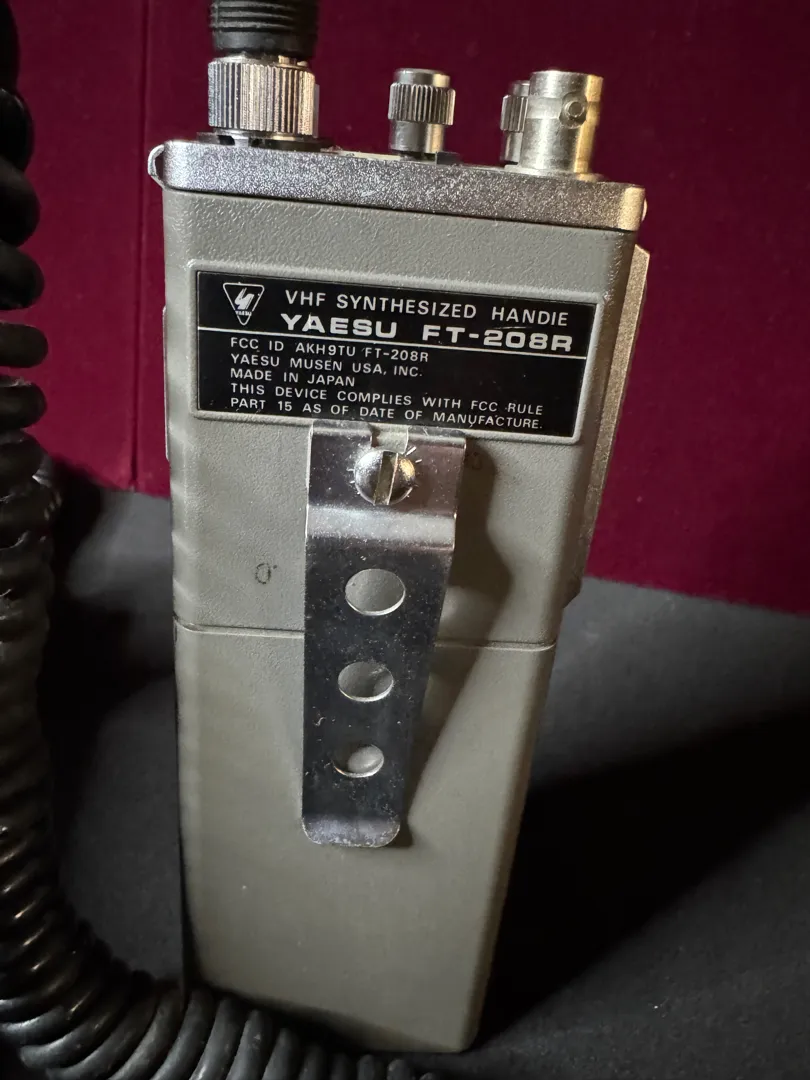 YAESU
VHF SYNTHESIZED HANDIE
YAESU FT-208R
FCC ID AKH9TU FT-208R
YAESU MUSEN USA, INC.
MADE IN JAPAN
THIS DEVICE COMPLIES WITH FCC RULE
PART 15 AS OF DATE OF MANUFACTURE.